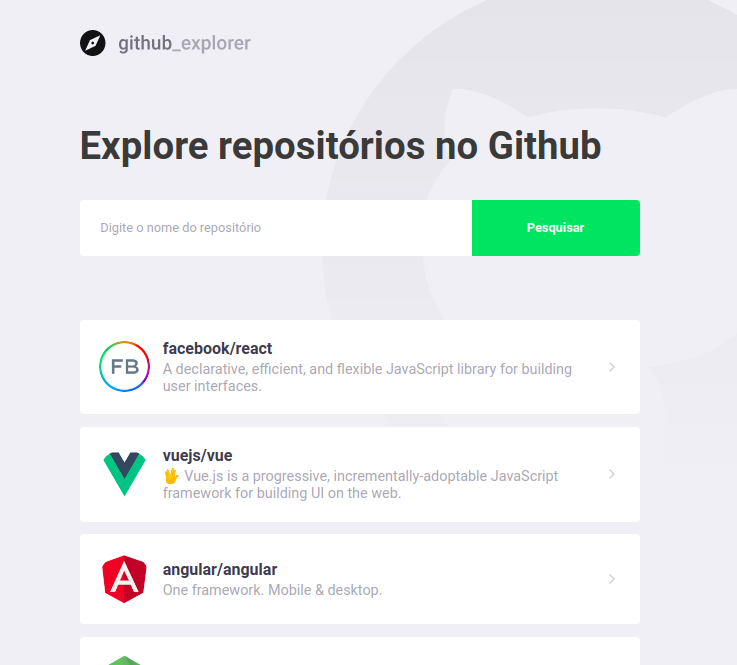 github_explorer
Explore repositórios no Github
Digite o nome do repositório
Pesquisar
FB
facebook/react
A declarative, efficient, and flexible JavaScript library for building
user interfaces.
vuejs/vue
🖖 Vue.js is a progressive, incrementally-adoptable JavaScript
framework for building UI on the web.
A
angular/angular
One framework. Mobile & desktop.